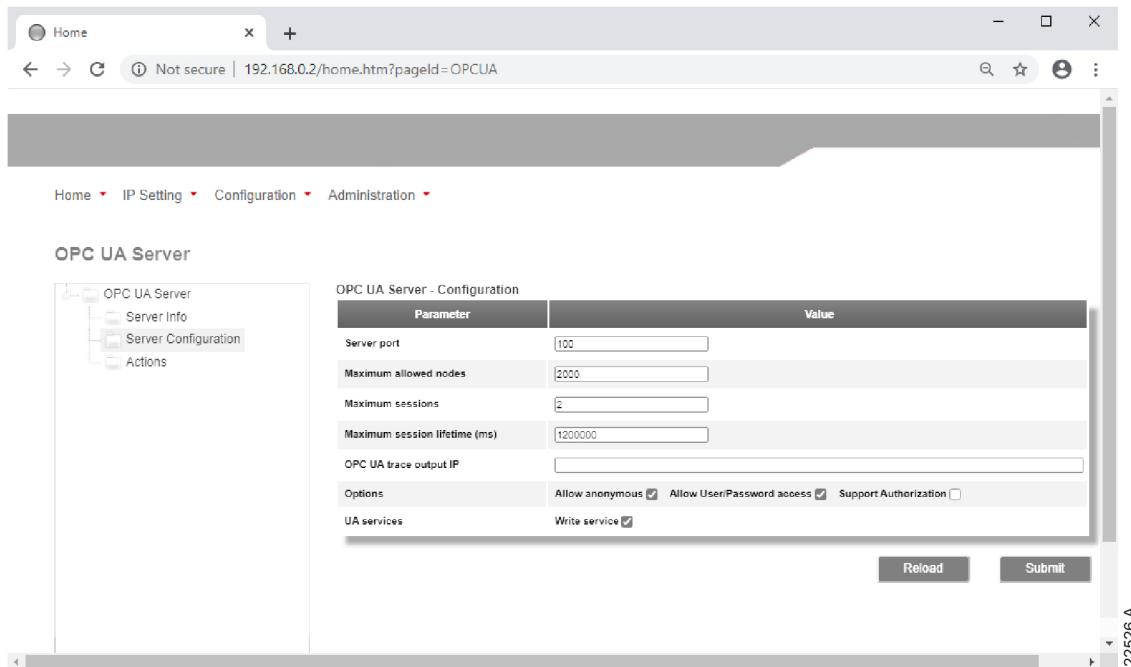 Home
Not secure | 192.168.0.2/home.htm?pageId=OPCUA
Home IP Setting Configuration Administration
OPC UA Server
OPC UA Server
Server Info
Server Configuration
Actions
OPC UA Server - Configuration
Parameter Value
Server port 100
Maximum allowed nodes 2000
Maximum sessions 2
Maximum session lifetime (ms) 1200000
OPC UA trace output IP
Options Allow anonymous Allow User/Password access Support Authorization
UA services Write service
Reload Submit
22526 A